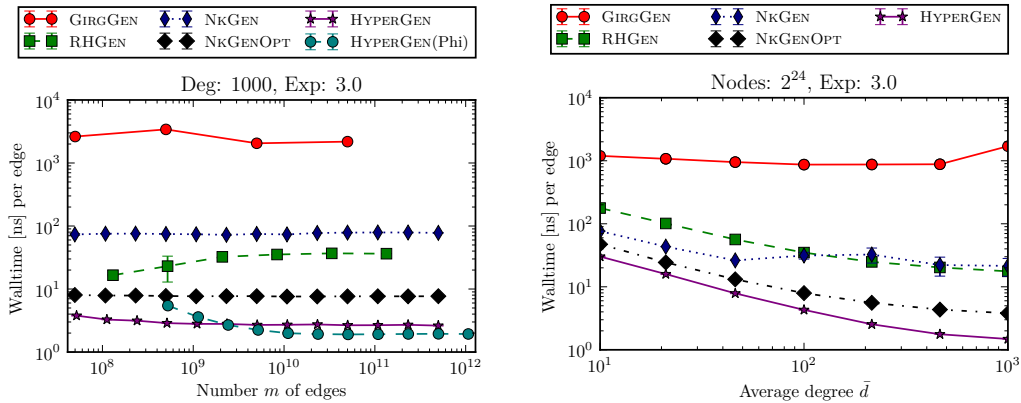 GIRGGEN NKGEN HYPERGEN
RHGEN NKGENOPT HYPERGEN(Phi)
Deg: 1000, Exp: 3.0
Walltime [ns] per edge
10^4
10^3
10^2
10^1
10^0
10^8 10^9 10^10 10^11 10^12
Number m of edges
GIRGGEN NKGEN HYPERGEN
RHGEN NKGENOPT
Nodes: 2^24, Exp: 3.0
Walltime [ns] per edge
10^4
10^3
10^2
10^1
10^0
10^1 10^2 10^3
Average degree d̄